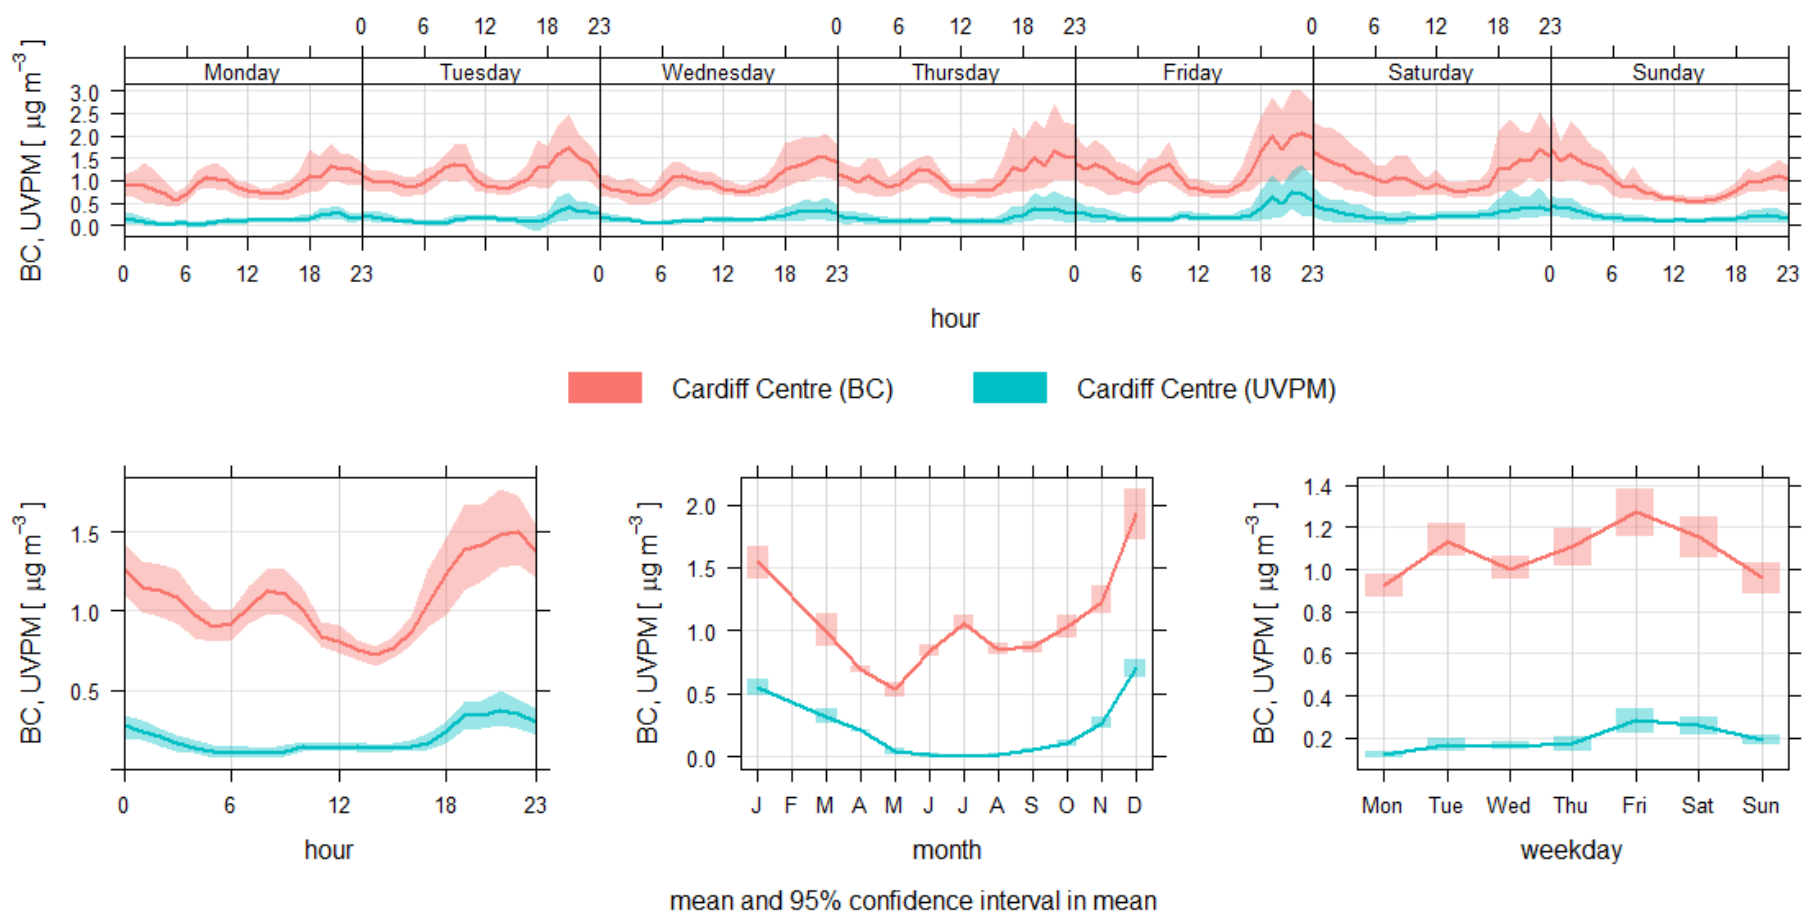 0 6 12 18 23 0 6 12 18 23 0 6 12 18 23
Monday Tuesday Wednesday Thursday Friday Saturday Sunday
BC, UVPM [ µg m⁻³ ]
3.0
2.5
2.0
1.5
1.0
0.5
0.0
0 6 12 18 23 0 6 12 18 23 0 6 12 18 23 0 6 12 18 23
hour
Cardiff Centre (BC) Cardiff Centre (UVPM)
BC, UVPM [ µg m⁻³ ]
1.5
1.0
0.5
0 6 12 18 23
hour
BC, UVPM [ µg m⁻³ ]
2.0
1.5
1.0
0.5
0.0
J F M A M J J A S O N D
month
BC, UVPM [ µg m⁻³ ]
1.4
1.2
1.0
0.8
0.6
0.4
0.2
Mon Tue Wed Thu Fri Sat Sun
weekday
mean and 95% confidence interval in mean